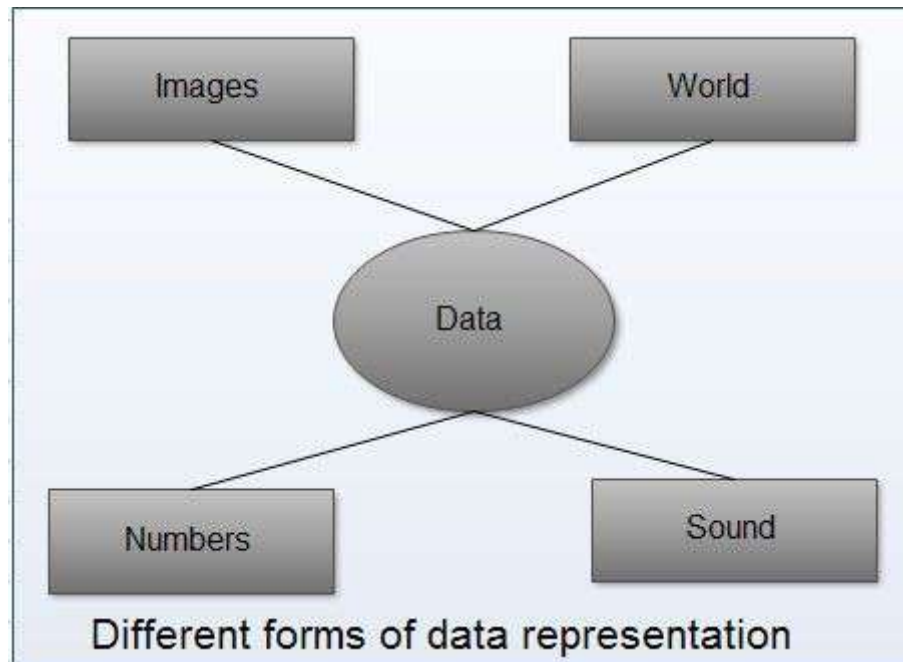 Images
World
Data
Numbers
Sound
Different forms of data representation